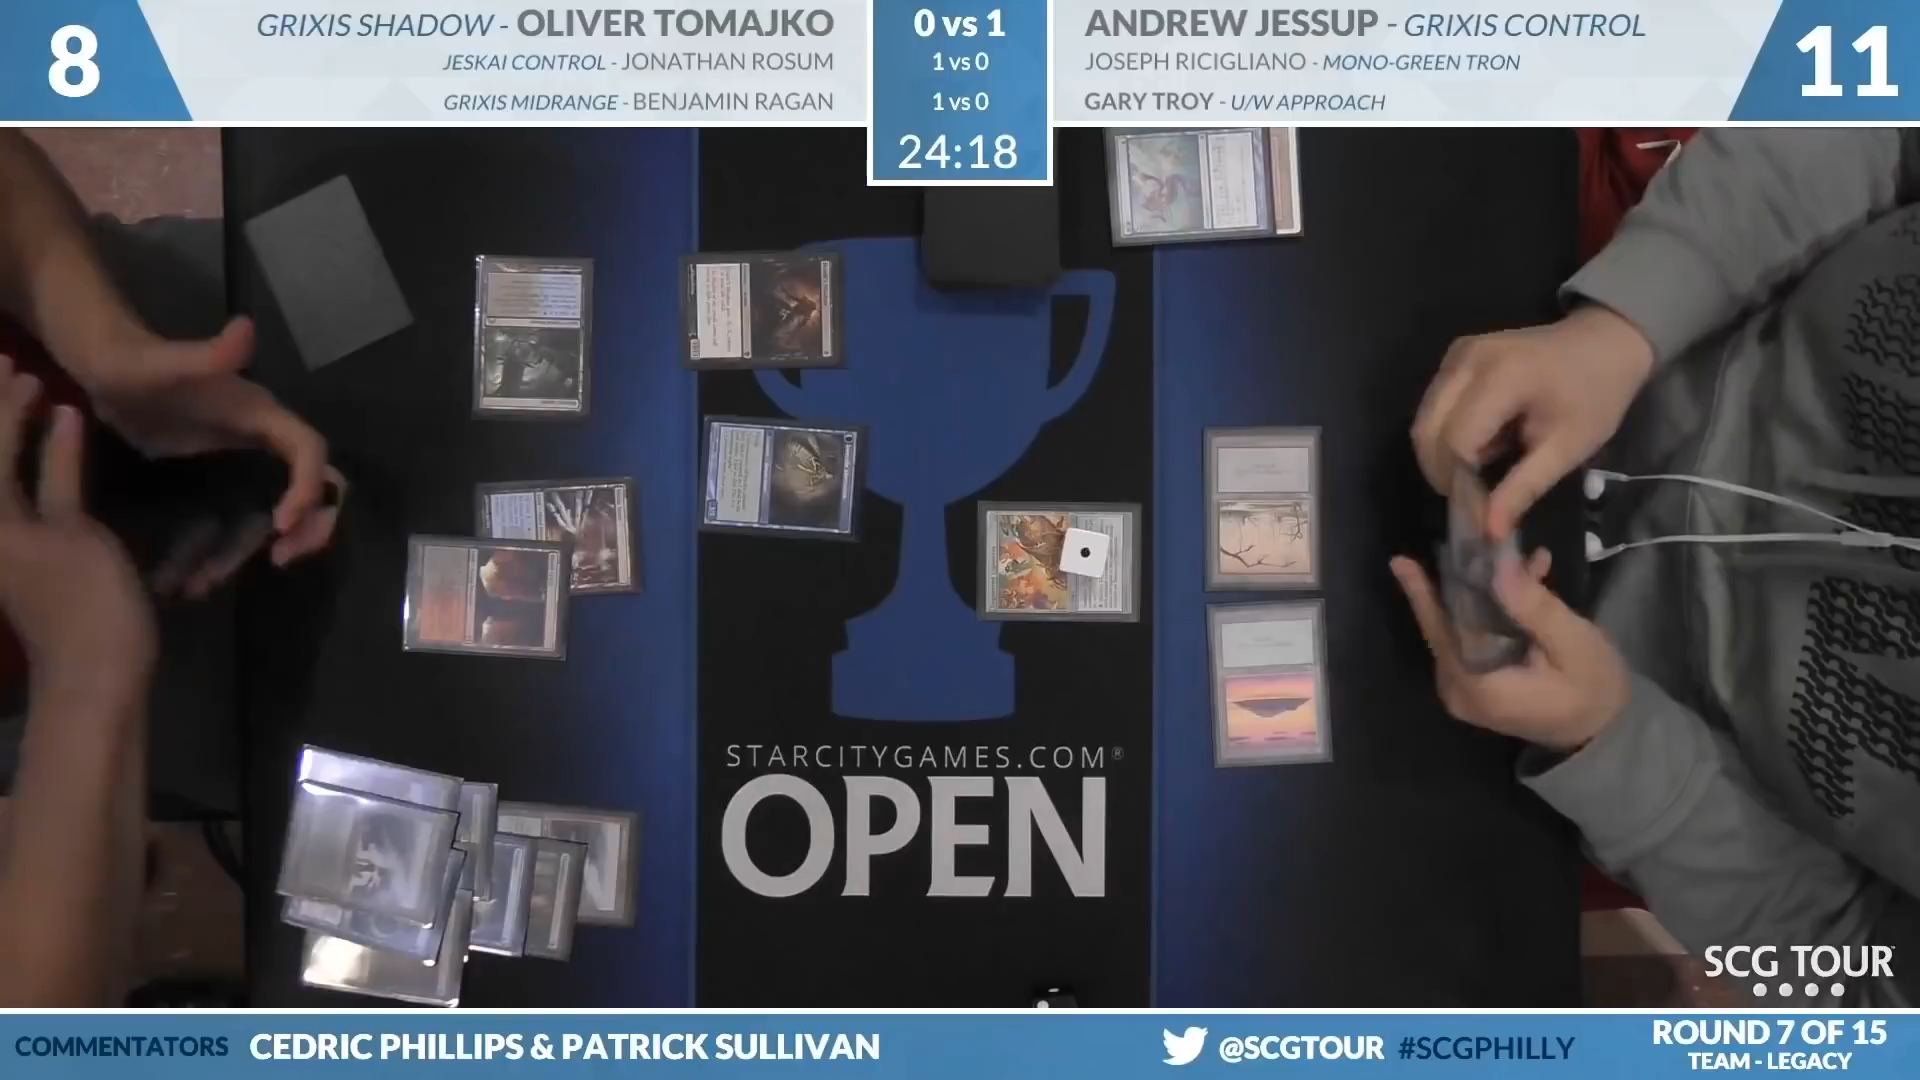 8
GRIXIS SHADOW - OLIVER TOMAJKO
JESKAI CONTROL - JONATHAN ROSUM
GRIXIS MIDRANGE - BENJAMIN RAGAN
0 vs 1
1 vs 0
1 vs 0
24:18
ANDREW JESSUP - GRIXIS CONTROL
JOSEPH RICIGLIANO - MONO-GREEN TRON
GARY TROY - U/W APPROACH
11
STARCITYGAMES.COM®
OPEN
SCG TOUR
COMMENTATORS CEDRIC PHILLIPS & PATRICK SULLIVAN
@SCGTOUR #SCGPHILLY
ROUND 7 OF 15
TEAM - LEGACY